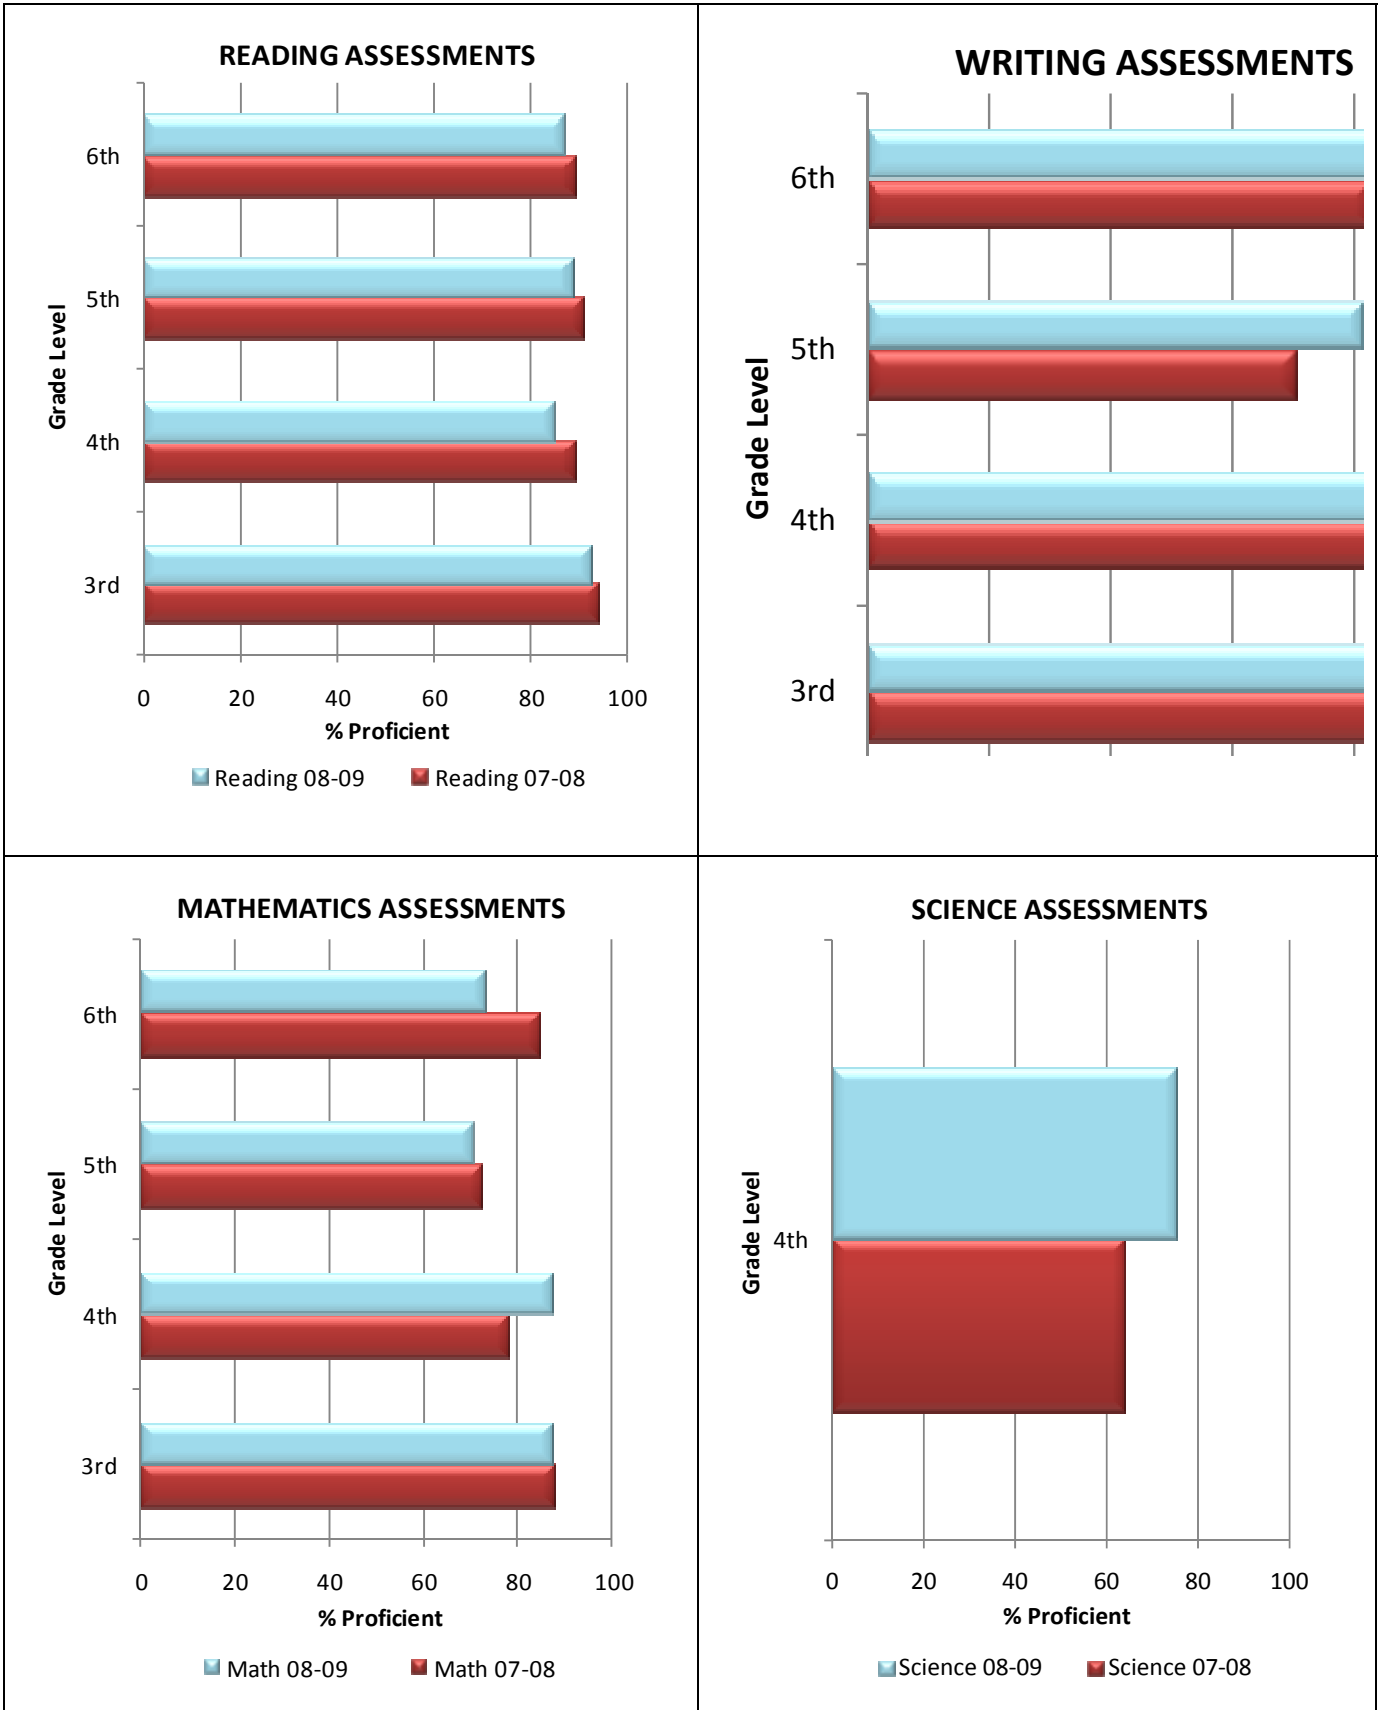 READING ASSESSMENTS
6th
5th
4th
3rd
Grade Level
0 20 40 60 80 100
% Proficient
Reading 08-09 Reading 07-08
WRITING ASSESSMENTS
6th
5th
4th
3rd
Grade Level
MATHEMATICS ASSESSMENTS
6th
5th
4th
3rd
Grade Level
0 20 40 60 80 100
% Proficient
Math 08-09 Math 07-08
SCIENCE ASSESSMENTS
4th
Grade Level
0 20 40 60 80 100
% Proficient
Science 08-09 Science 07-08